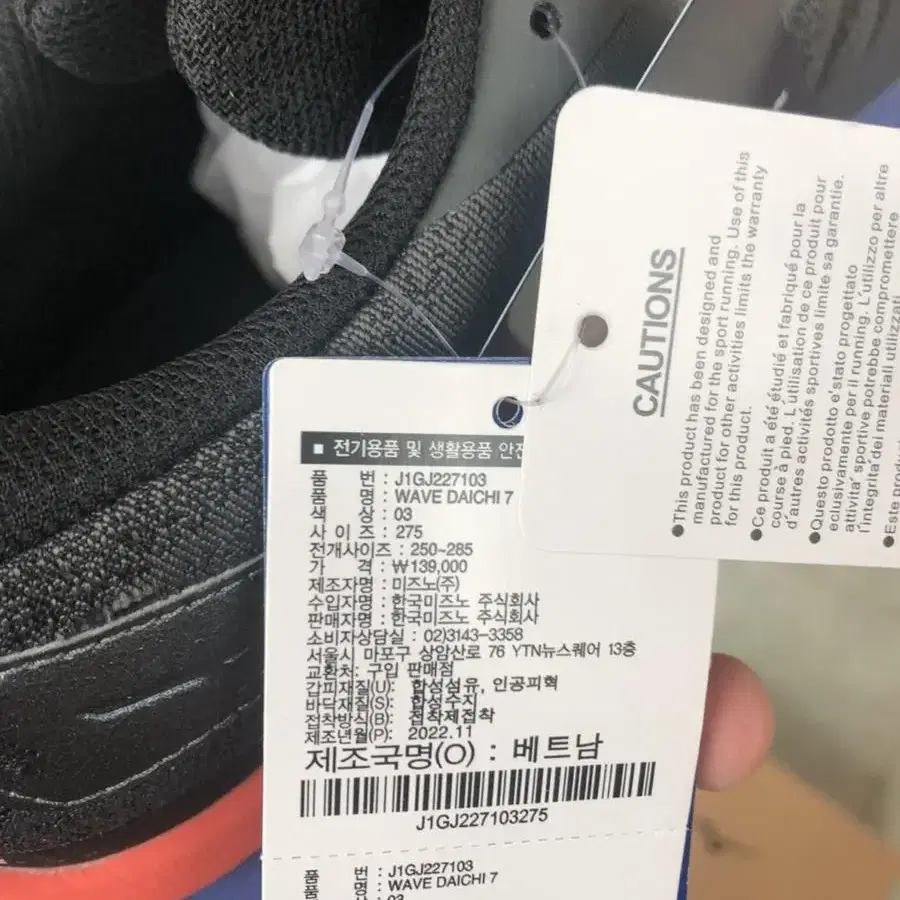 ■ 전기용품 및 생활용품 안전
품 번 : J1GJ227103
품 명 : WAVE DAICHI 7
색 상 : 03
사 이 즈 : 275
전개사이즈 : 250~285
가 격 : ₩139,000
제조자명 : 미즈노(주)
수입자명 : 한국미즈노 주식회사
판매자명 : 한국미즈노 주식회사
소비자상담실 : 02)3143-3358
서울시 마포구 상암산로 76 YTN뉴스퀘어 13층
교환처: 구입 판매점
갑피재질(U): 합성섬유, 인공피혁
바닥재질(S): 합성수지
접착방식(B): 접착제접착
제조년월(P): 2022.11
제조국명(O) : 베트남
J1GJ227103275
품 번 : J1GJ227103
품 명 : WAVE DAICHI 7
03
CAUTIONS
●This product has been designed and
manufactured for the sport running. Use of this
product for other activities limits the warranty
for this product.
●Ce produit a été étudié et fabriqué pour la
course à pied. L'utilisation de ce produit pour
d'autres activités sportives limite sa garantie.
●Questo prodotto e'stato progettato
eclusivamente per il running. L'utilizzo per altre
attivita' sportive potrebbe compromettere
l'integrita'dei materiali utilizzati.
●Este